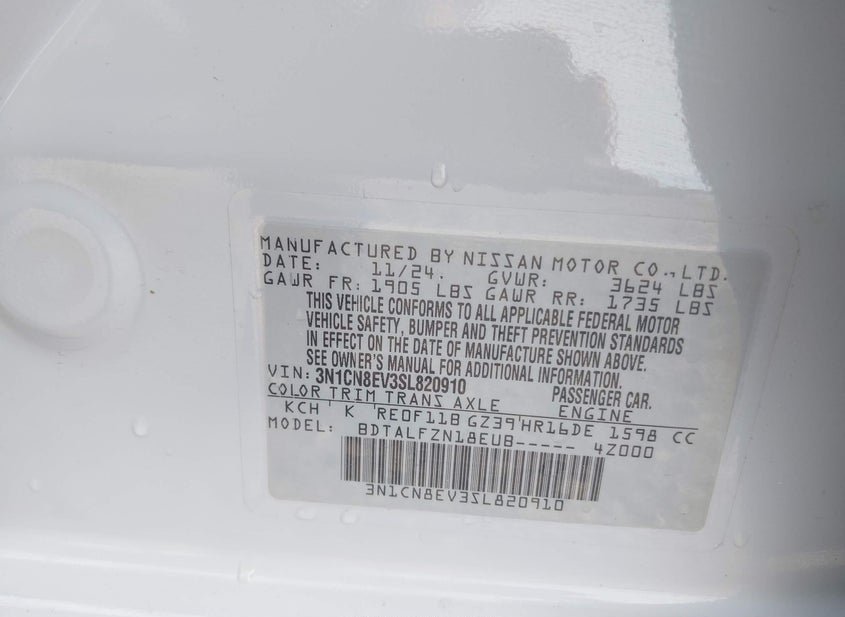 MANUFACTURED BY NISSAN MOTOR CO., LTD.
DATE: 11/24. GVWR: 3624 LBS
GAWR FR: 1905 LBS GAWR RR: 1735 LBS
THIS VEHICLE CONFORMS TO ALL APPLICABLE FEDERAL MOTOR
VEHICLE SAFETY, BUMPER AND THEFT PREVENTION STANDARDS
IN EFFECT ON THE DATE OF MANUFACTURE SHOWN ABOVE.
SEE OWNER'S MANUAL FOR ADDITIONAL INFORMATION.
VIN: 3N1CN8EV3SL820910 PASSENGER CAR.
COLOR TRIM TRANS AXLE ENGINE
KCH ' K 'RE0F11B GZ39'HR16DE 1598 CC
MODEL: BDTALFZN18EUB----- 4Z000
3N1CN8EV3SL820910